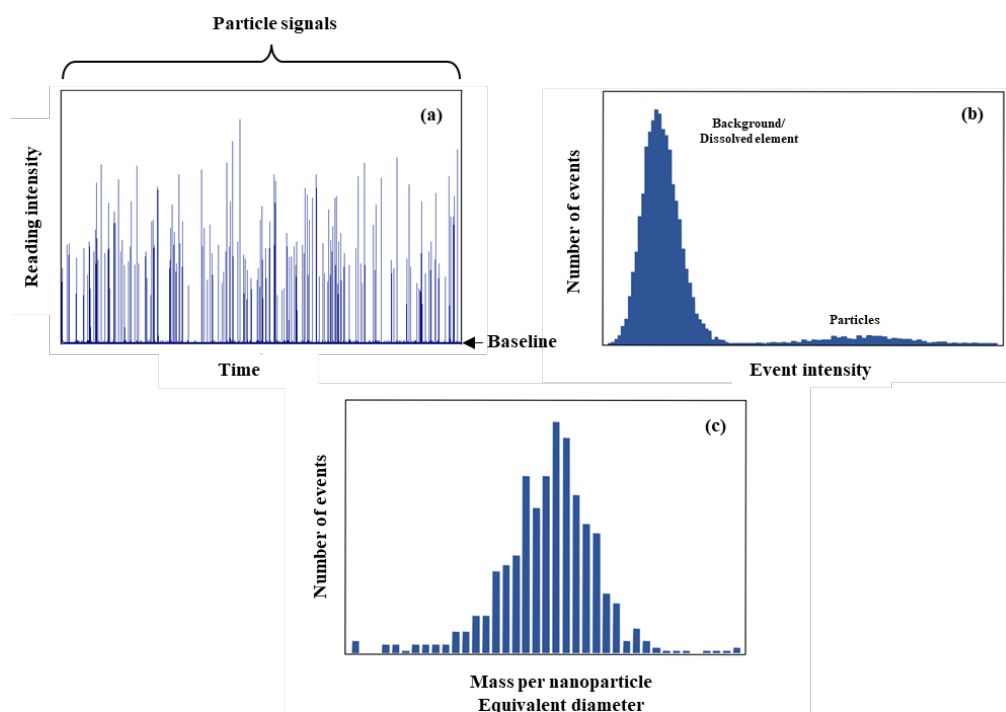 Particle signals
(a)
Reading intensity
Baseline
Time
(b)
Background/
Dissolved element
Number of events
Particles
Event intensity
(c)
Number of events
Mass per nanoparticle
Equivalent diameter